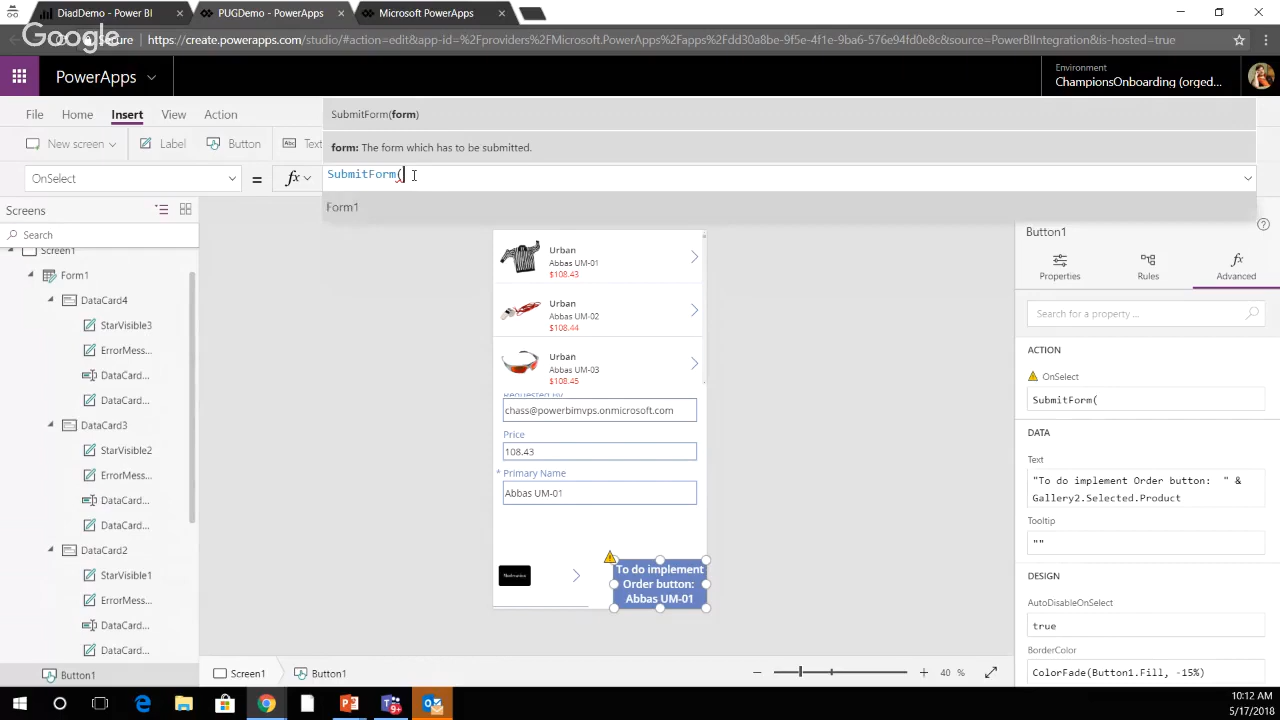 DiadDemo - Power BI
PUGDemo - PowerApps
Microsoft PowerApps
Google
Secure
https://create.powerapps.com/studio/#action=edit&app-id=%2Fproviders%2FMicrosoft.PowerApps%2Fapps%2Fdd30a8be-9f5e-4f1e-9ba6-576e94fd0e8c&source=PowerBIIntegration&is-hosted=true
PowerApps
Environment
ChampionsOnboarding (orged...
File Home Insert View Action
SubmitForm(form)
New screen Label Button Text
form: The form which has to be submitted.
OnSelect = fx SubmitForm(
Form1
Screens
Search
Screen1
Form1
DataCard4
StarVisible3
ErrorMess...
DataCard...
DataCard...
DataCard3
StarVisible2
ErrorMess...
DataCard...
DataCard...
DataCard2
StarVisible1
ErrorMess...
DataCard...
DataCard...
Button1
Urban
Abbas UM-01
$108.43
Urban
Abbas UM-02
$108.44
Urban
Abbas UM-03
$108.45
Requested By
chass@powerbimvps.onmicrosoft.com
Price
108.43
* Primary Name
Abbas UM-01
To do implement
Order button:
Abbas UM-01
Screen1 Button1
40 %
Button1
Properties Rules Advanced
Search for a property ...
ACTION
OnSelect
SubmitForm(
DATA
Text
"To do implement Order button:  " &
Gallery2.Selected.Product
Tooltip
""
DESIGN
AutoDisableOnSelect
true
BorderColor
ColorFade(Button1.Fill, -15%)
9+
10:12 AM
5/17/2018